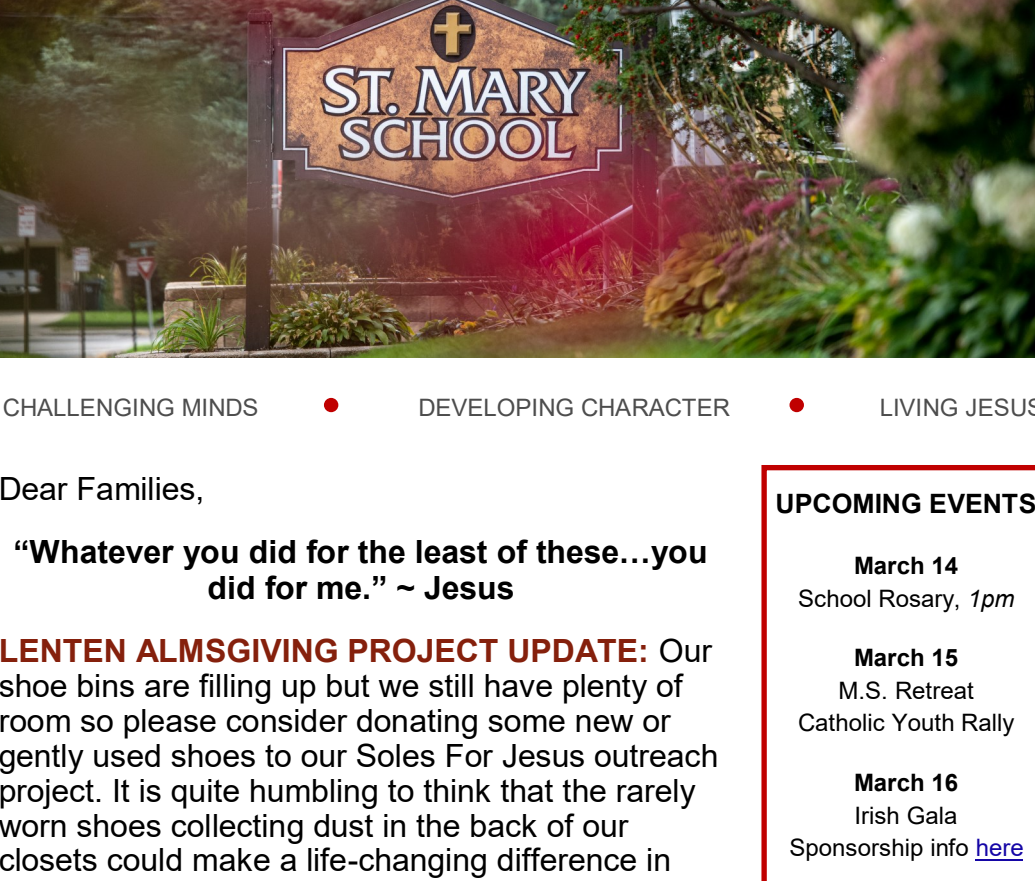 ST. MARY
SCHOOL
CHALLENGING MINDS • DEVELOPING CHARACTER • LIVING JESUS
Dear Families,
“Whatever you did for the least of these…you
did for me.” ~ Jesus
LENTEN ALMSGIVING PROJECT UPDATE: Our
shoe bins are filling up but we still have plenty of
room so please consider donating some new or
gently used shoes to our Soles For Jesus outreach
project. It is quite humbling to think that the rarely
worn shoes collecting dust in the back of our
closets could make a life-changing difference in
UPCOMING EVENTS
March 14
School Rosary, 1pm
March 15
M.S. Retreat
Catholic Youth Rally
March 16
Irish Gala
Sponsorship info here